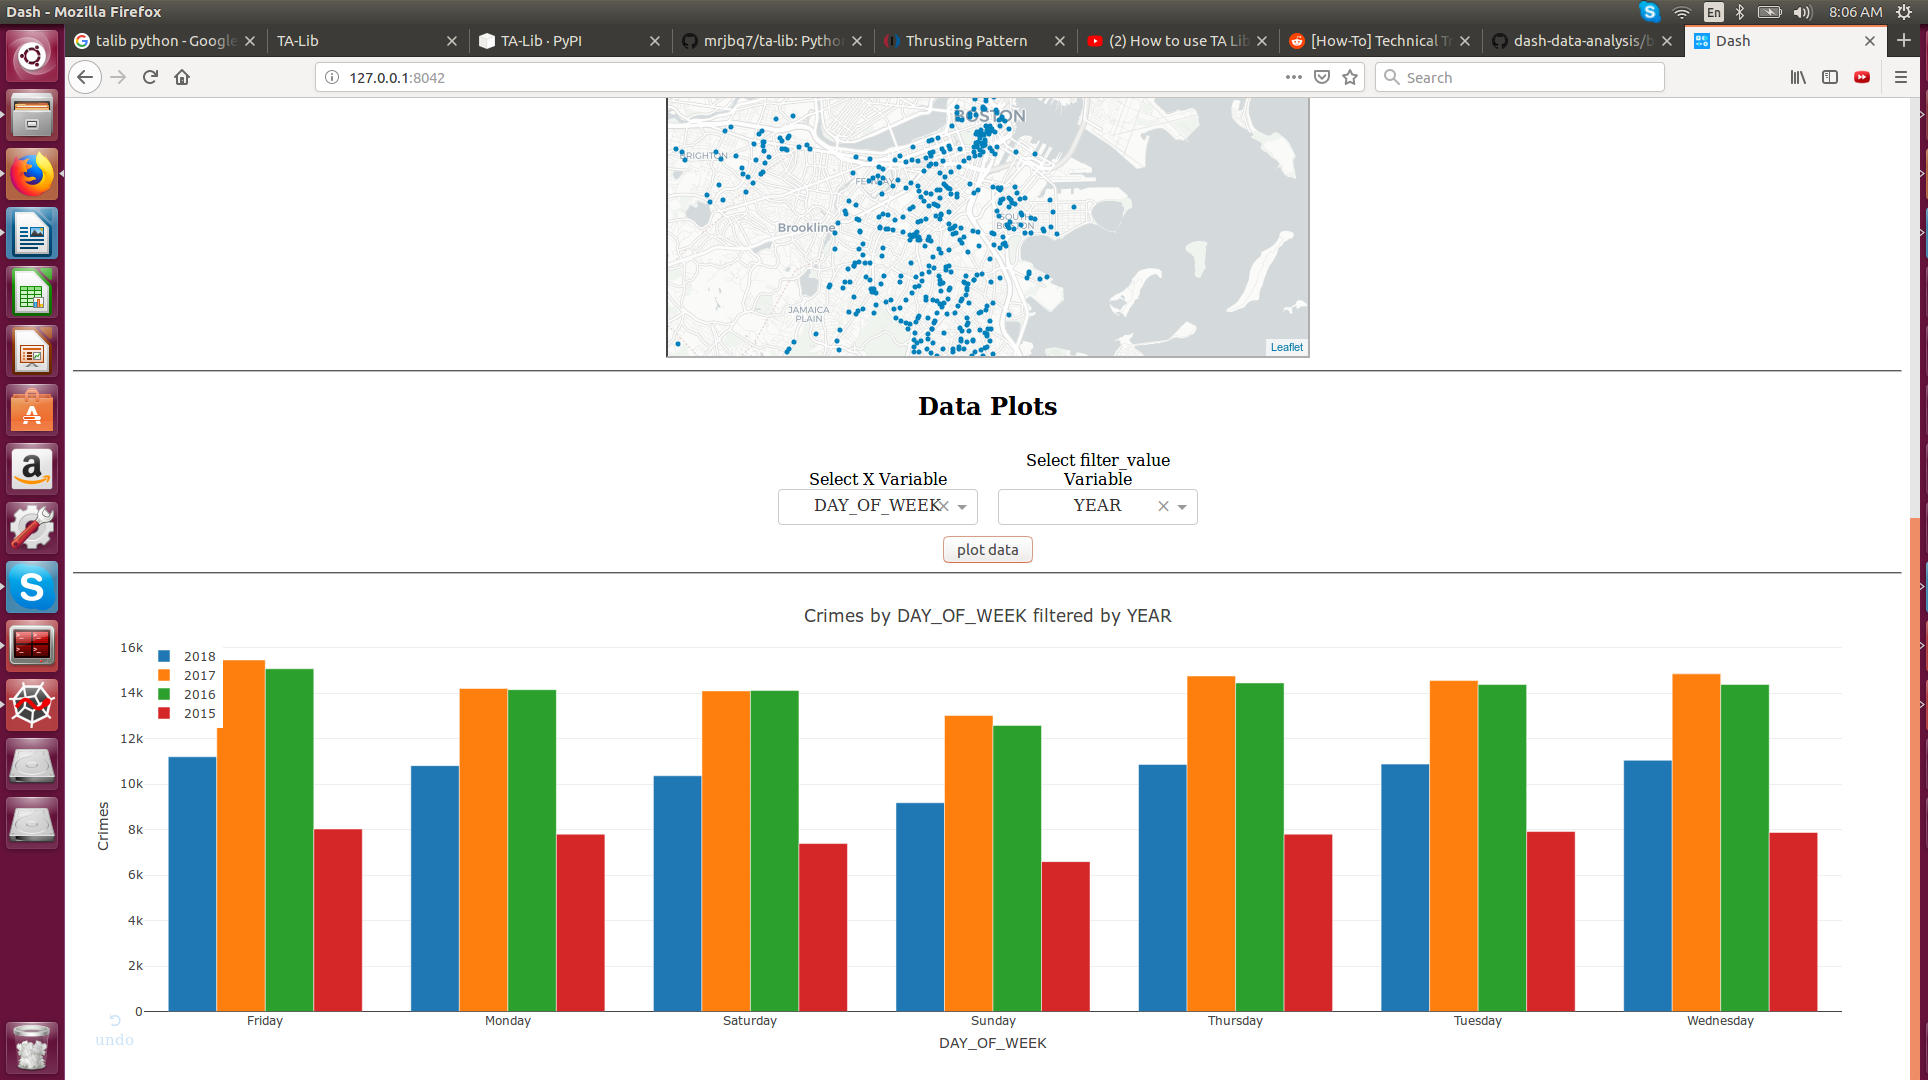 Dash - Mozilla Firefox
En
8:06 AM
talib python - Google
TA-Lib
TA-Lib · PyPI
mrjbq7/ta-lib: Pytho
Thrusting Pattern
(2) How to use TA Lib
[How-To] Technical T
dash-data-analysis/b
Dash
127.0.0.1:8042
Search
BOSTON
BRIGHTON
Brookline
SOUTH
BOSTON
JAMAICA
PLAIN
Leaflet
Data Plots
Select X Variable
DAY_OF_WEEK
Select filter_value
Variable
YEAR
plot data
Crimes by DAY_OF_WEEK filtered by YEAR
2018
2017
2016
2015
16k
14k
12k
10k
8k
6k
4k
2k
0
Crimes
Friday
Monday
Saturday
Sunday
Thursday
Tuesday
Wednesday
DAY_OF_WEEK
undo